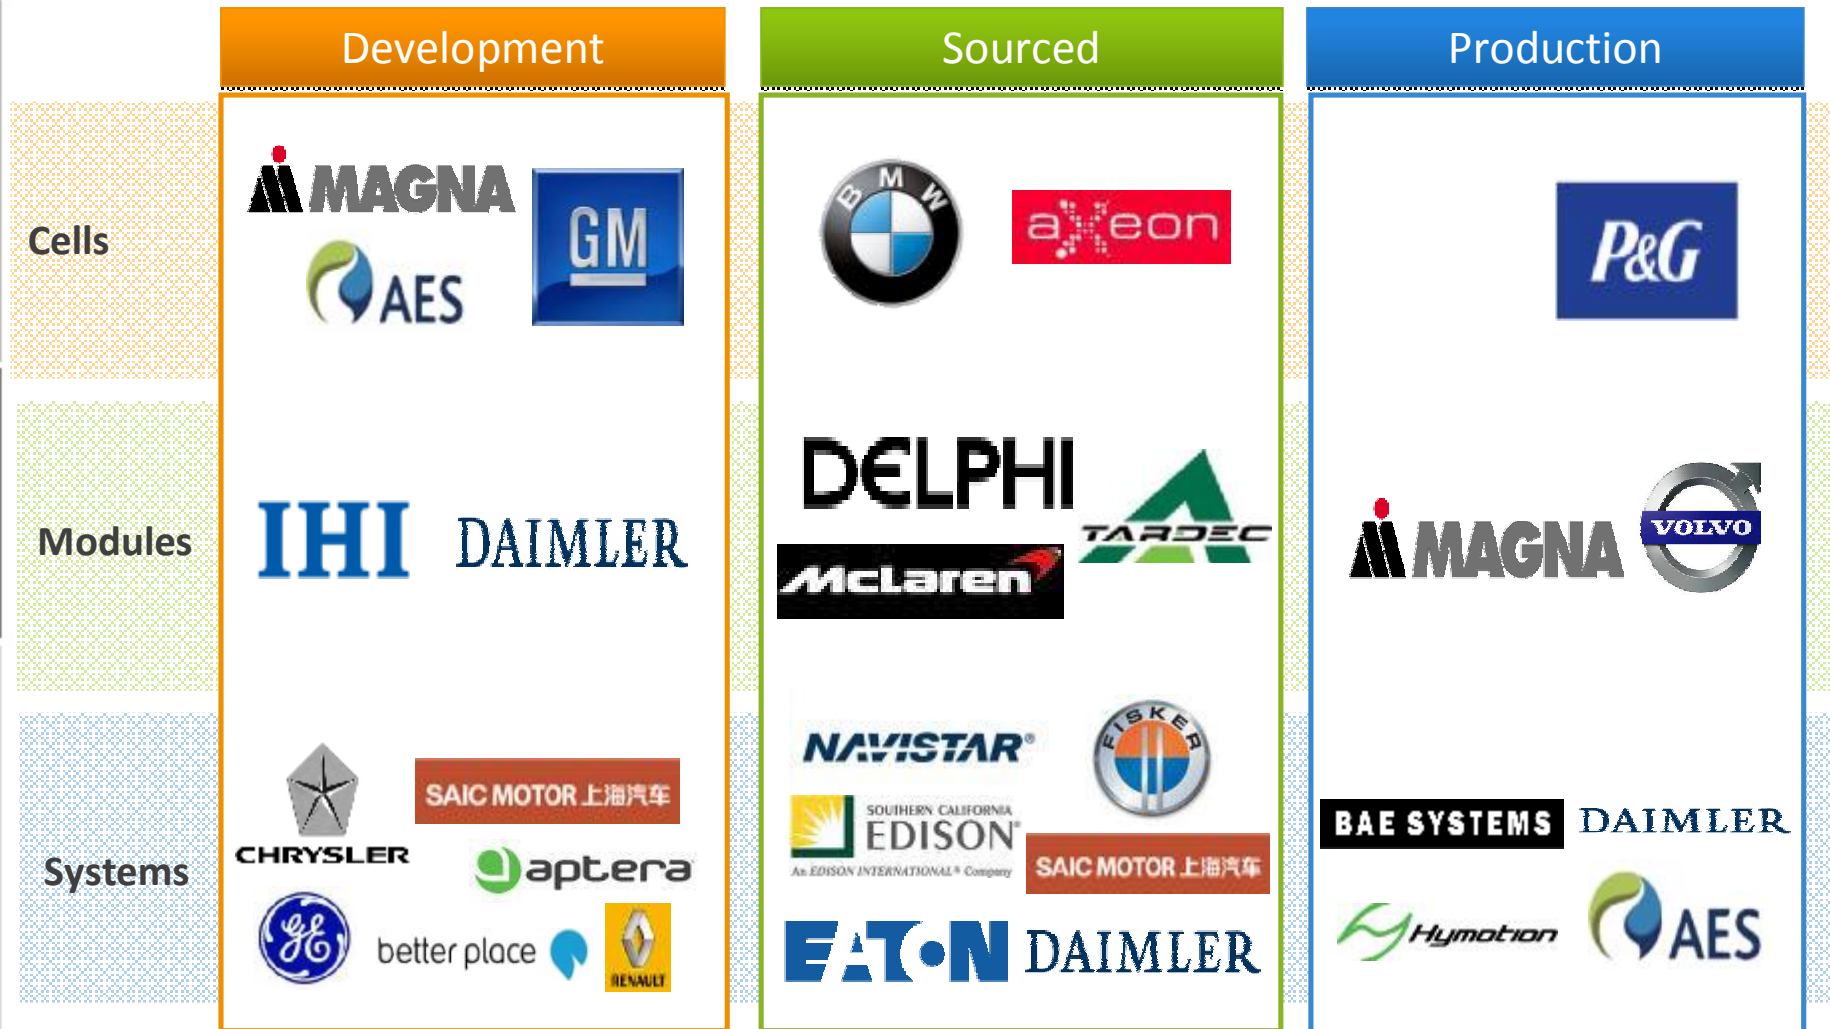 Development
Sourced
Production
Cells
MAGNA
GM
AES
BMW
axeon
P&G
Modules
IHI
DAIMLER
DELPHI
TARDEC
McLaren
MAGNA
VOLVO
Systems
CHRYSLER
SAIC MOTOR 上海汽车
aptera
GE
better place
RENAULT
NAVISTAR®
FISKER
SOUTHERN CALIFORNIA
EDISON®
An EDISON INTERNATIONAL® Company
SAIC MOTOR 上海汽车
EATON
DAIMLER
BAE SYSTEMS
DAIMLER
Hymotion
AES